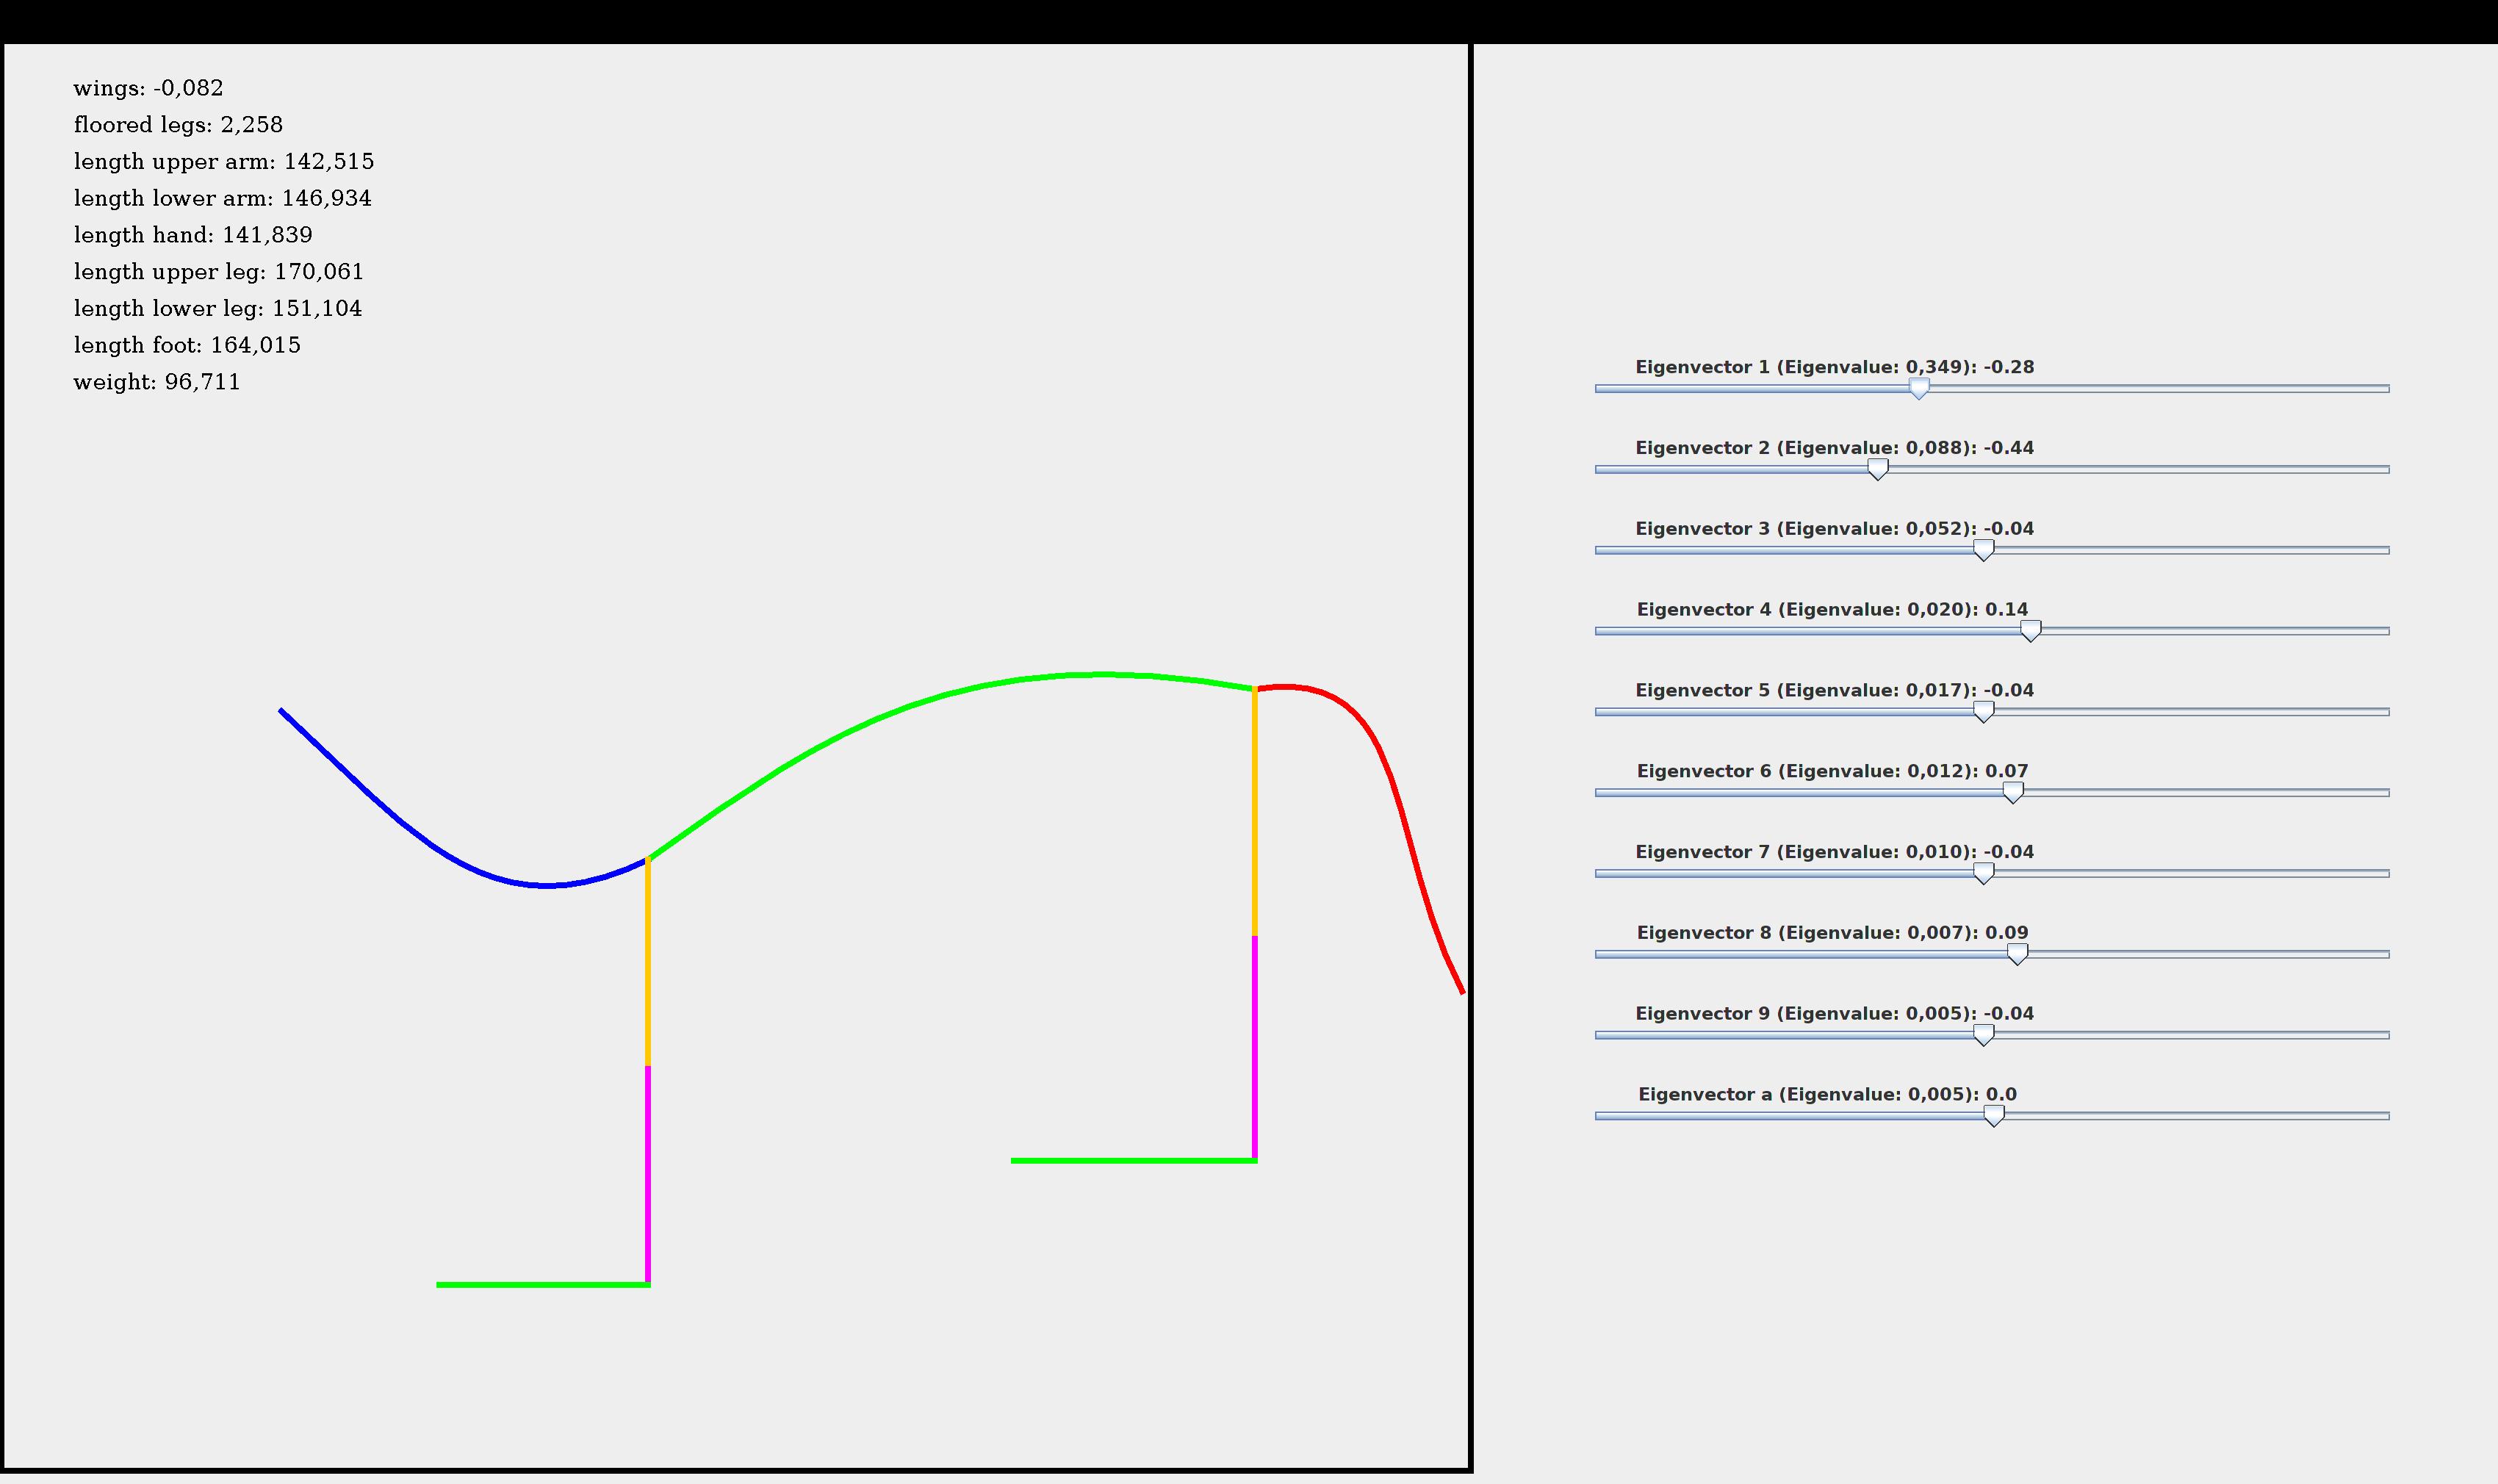 wings: -0,082
floored legs: 2,258
length upper arm: 142,515
length lower arm: 146,934
length hand: 141,839
length upper leg: 170,061
length lower leg: 151,104
length foot: 164,015
weight: 96,711
Eigenvector 1 (Eigenvalue: 0,349): -0.28
Eigenvector 2 (Eigenvalue: 0,088): -0.44
Eigenvector 3 (Eigenvalue: 0,052): -0.04
Eigenvector 4 (Eigenvalue: 0,020): 0.14
Eigenvector 5 (Eigenvalue: 0,017): -0.04
Eigenvector 6 (Eigenvalue: 0,012): 0.07
Eigenvector 7 (Eigenvalue: 0,010): -0.04
Eigenvector 8 (Eigenvalue: 0,007): 0.09
Eigenvector 9 (Eigenvalue: 0,005): -0.04
Eigenvector a (Eigenvalue: 0,005): 0.0